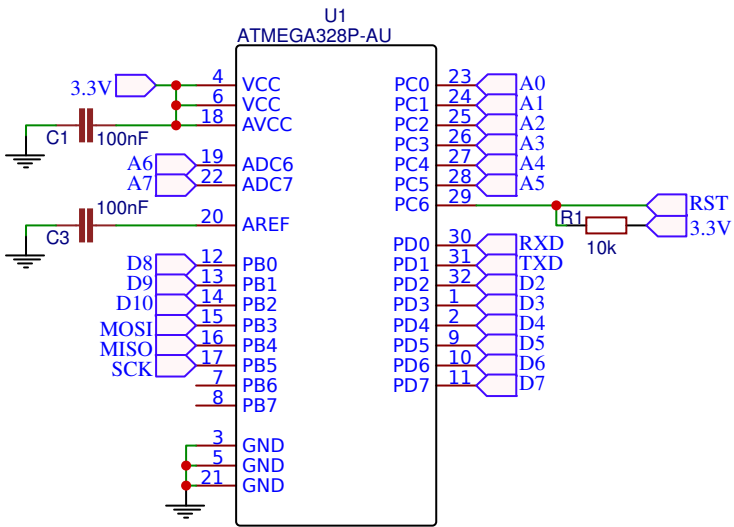 U1
ATMEGA328P-AU
3.3V 4 VCC PC0 23 A0
6 VCC PC1 24 A1
18 AVCC PC2 25 A2
C1 100nF PC3 26 A3
A6 19 ADC6 PC4 27 A4
A7 22 ADC7 PC5 28 A5
PC6 29 RST
100nF
C3 20 AREF R1 3.3V
10k
PD0 30 RXD
D8 12 PB0 PD1 31 TXD
D9 13 PB1 PD2 32 D2
D10 14 PB2 PD3 1 D3
MOSI 15 PB3 PD4 2 D4
MISO 16 PB4 PD5 9 D5
SCK 17 PB5 PD6 10 D6
7 PB6 PD7 11 D7
8 PB7
3 GND
5 GND
21 GND